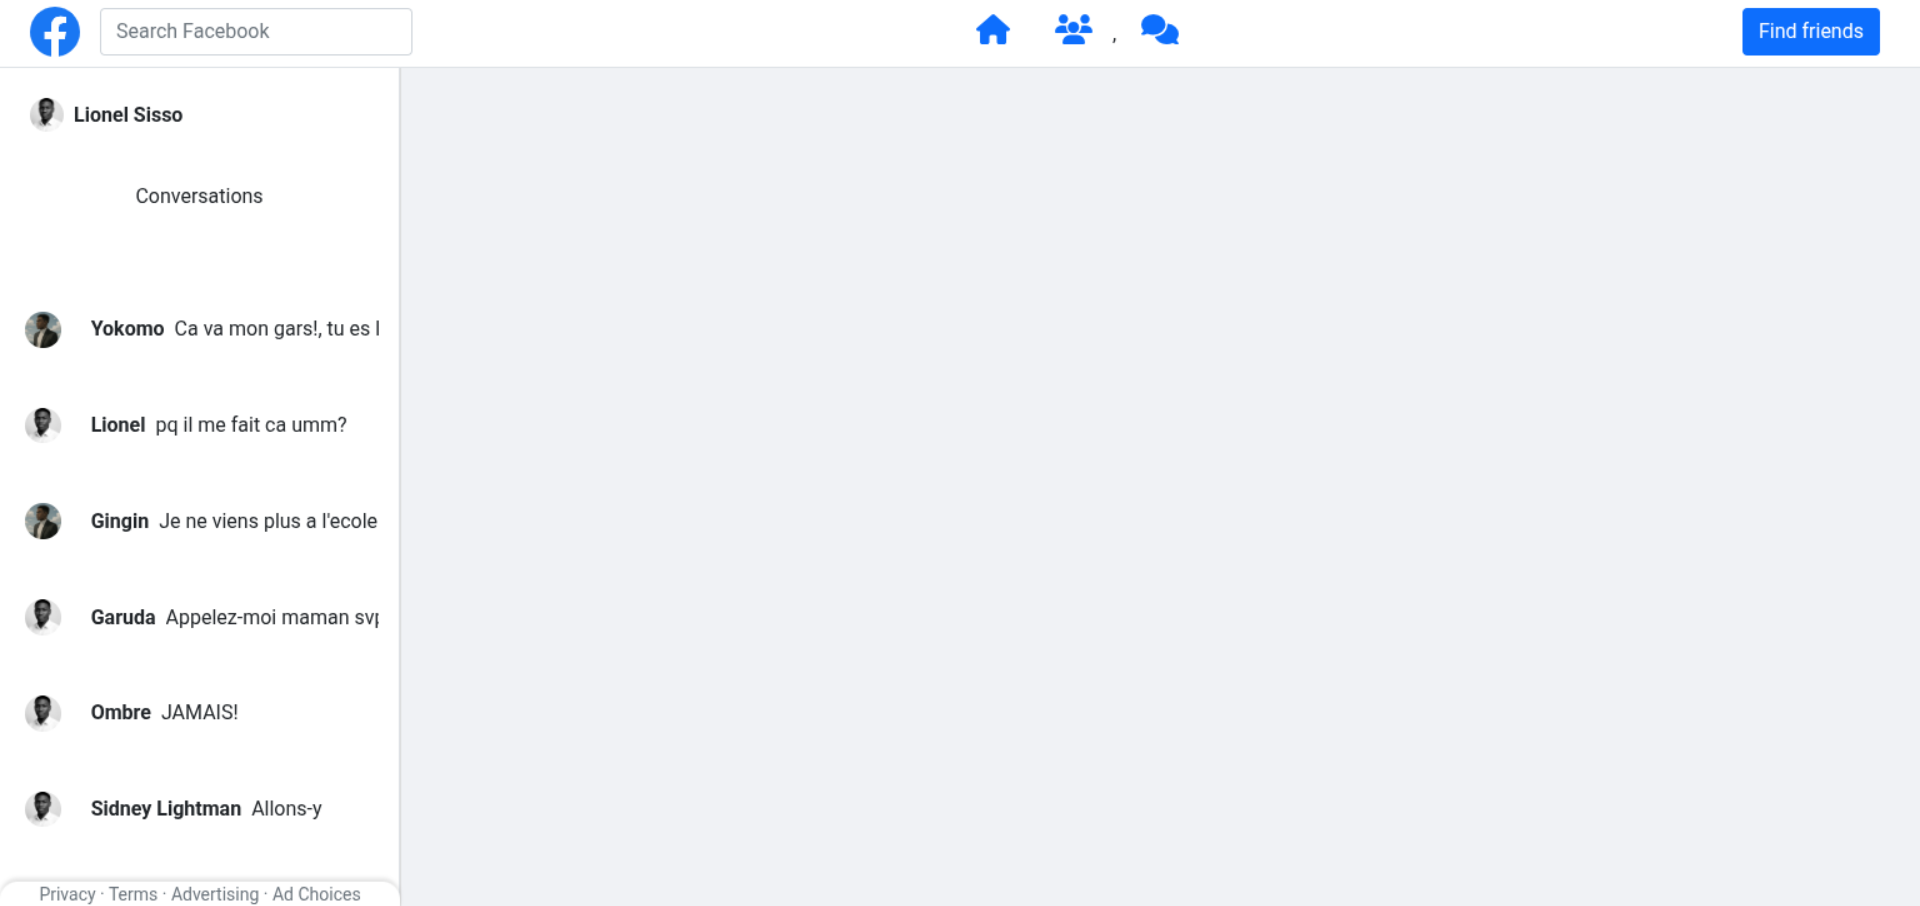 Search Facebook
, 
Find friends
Lionel Sisso
Conversations
Yokomo Ca va mon gars!, tu es l
Lionel pq il me fait ca umm?
Gingin Je ne viens plus a l'ecole
Garuda Appelez-moi maman svp
Ombre JAMAIS!
Sidney Lightman Allons-y
Privacy · Terms · Advertising · Ad Choices